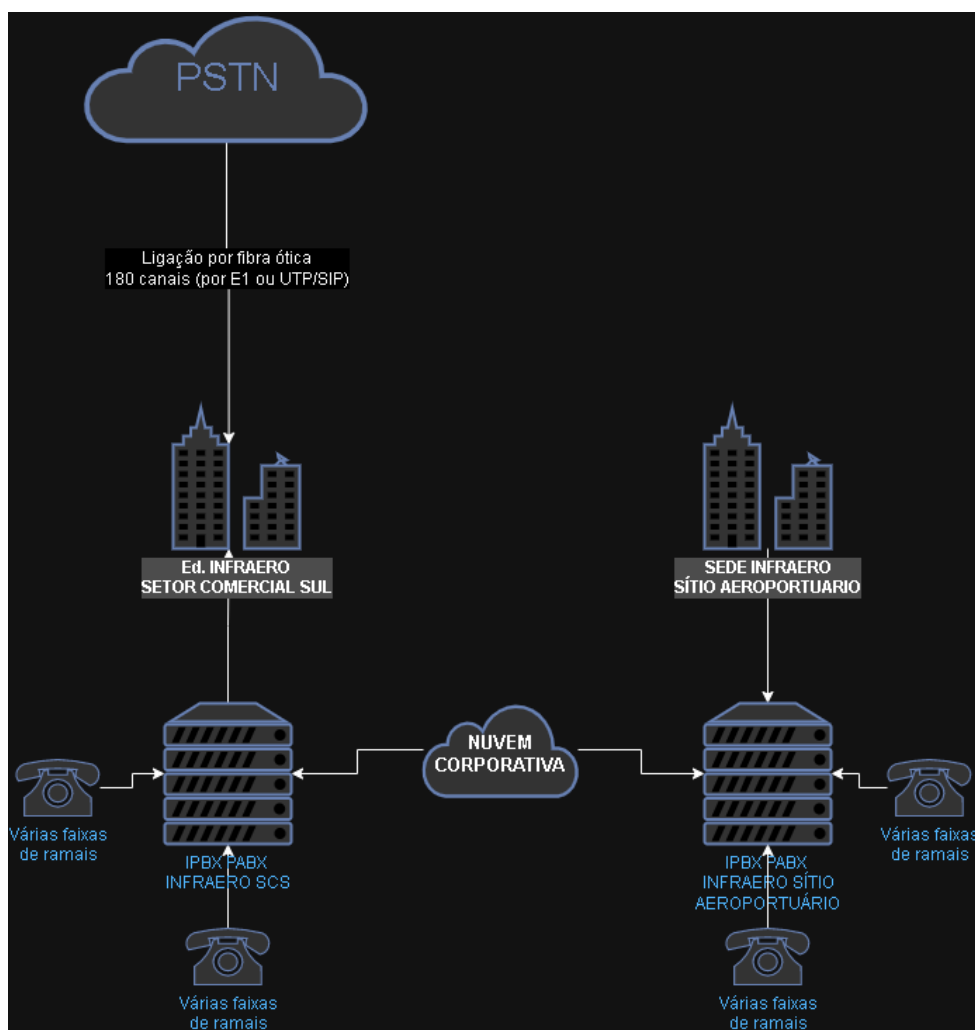 PSTN
Ligação por fibra ótica
180 canais (por E1 ou UTP/SIP)
Ed. INFRAERO
SETOR COMERCIAL SUL
SEDE INFRAERO
SÍTIO AEROPORTUARIO
NUVEM
CORPORATIVA
Várias faixas
de ramais
IPBX PABX
INFRAERO SCS
IPBX PABX
INFRAERO SÍTIO
AEROPORTUÁRIO
Várias faixas
de ramais
Várias faixas
de ramais
Várias faixas
de ramais